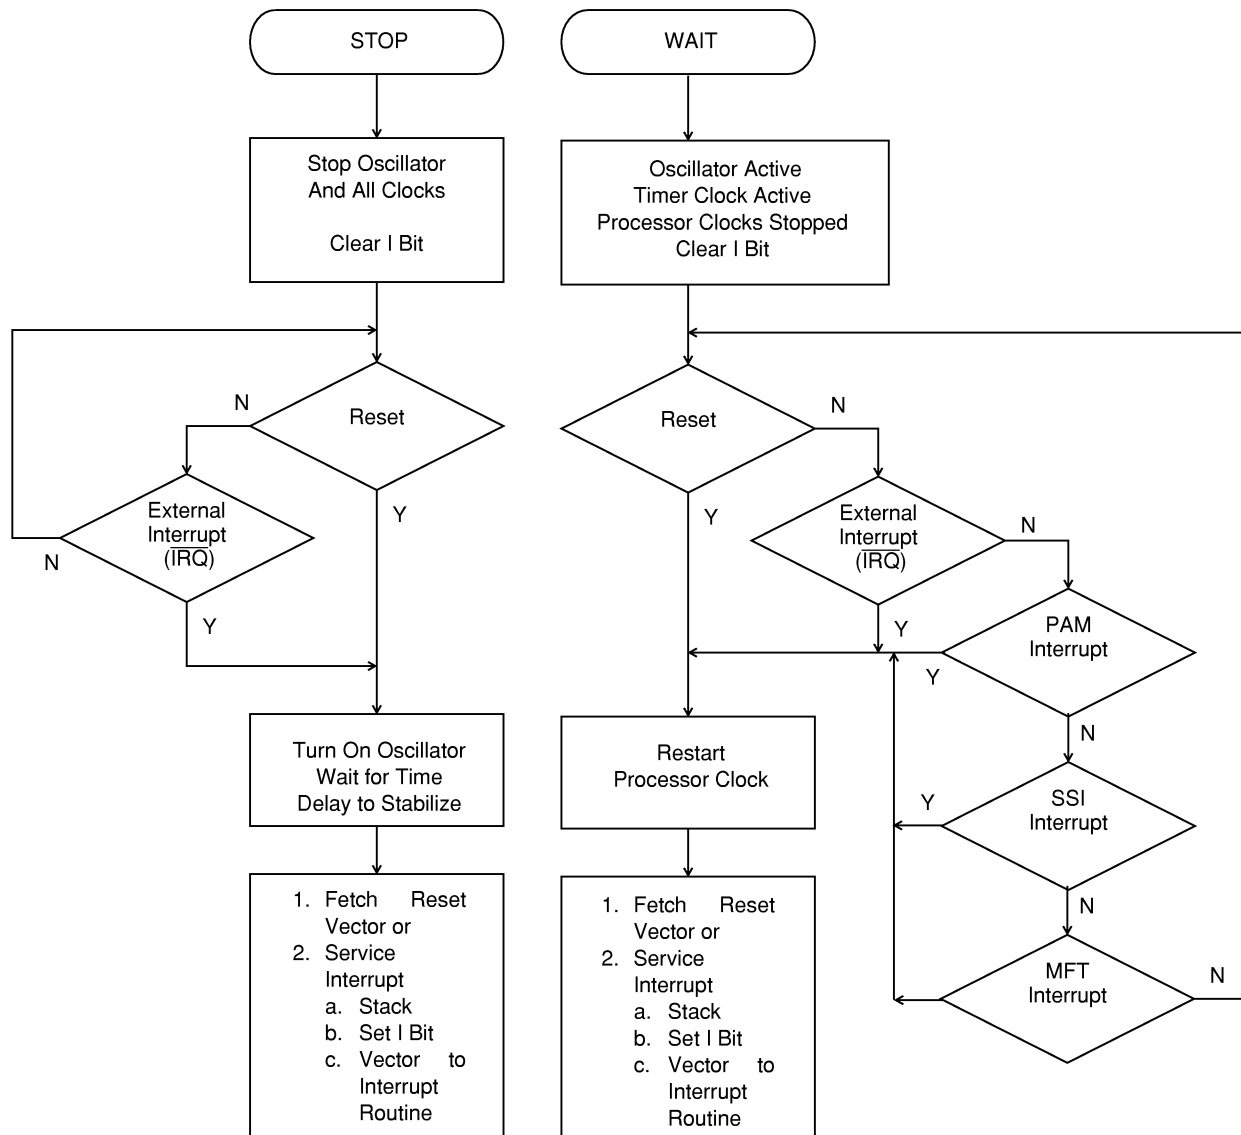 STOP
Stop Oscillator
And All Clocks
Clear I Bit
Reset
N
Y
External
Interrupt
(I̅R̅Q̅)
N
Y
Turn On Oscillator
Wait for Time
Delay to Stabilize
1. Fetch Reset
Vector or
2. Service
Interrupt
a. Stack
b. Set I Bit
c. Vector to
Interrupt
Routine
WAIT
Oscillator Active
Timer Clock Active
Processor Clocks Stopped
Clear I Bit
Reset
N
Y
External
Interrupt
(I̅R̅Q̅)
N
Y
PAM
Interrupt
Y
N
SSI
Interrupt
Y
N
MFT
Interrupt
N
Restart
Processor Clock
1. Fetch Reset
Vector or
2. Service
Interrupt
a. Stack
b. Set I Bit
c. Vector to
Interrupt
Routine